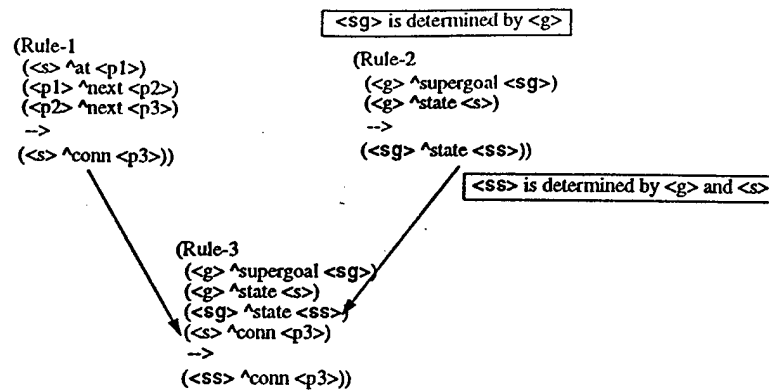 <sg> is determined by <g>
(Rule-1
(<s> ^at <p1>)
(<p1> ^next <p2>)
(<p2> ^next <p3>)
-->
(<s> ^conn <p3>))
(Rule-2
(<g> ^supergoal <sg>)
(<g> ^state <s>)
-->
(<sg> ^state <ss>))
<ss> is determined by <g> and <s>
(Rule-3
(<g> ^supergoal <sg>)
(<g> ^state <s>)
(<sg> ^state <ss>)
(<s> ^conn <p3>)
-->
(<ss> ^conn <p3>))